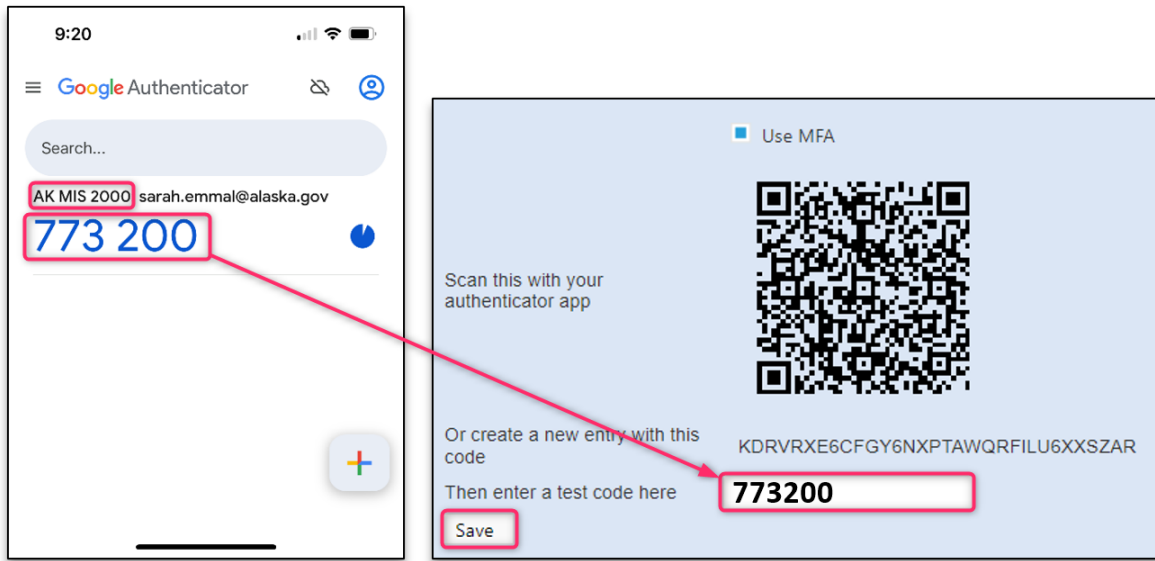 9:20
Google Authenticator
Search...
AK MIS 2000 sarah.emmal@alaska.gov
773 200
Use MFA
Scan this with your
authenticator app
Or create a new entry with this
code
KDRVRXE6CFGY6NXPTAWQRFILU6XXSZAR
Then enter a test code here
773200
Save